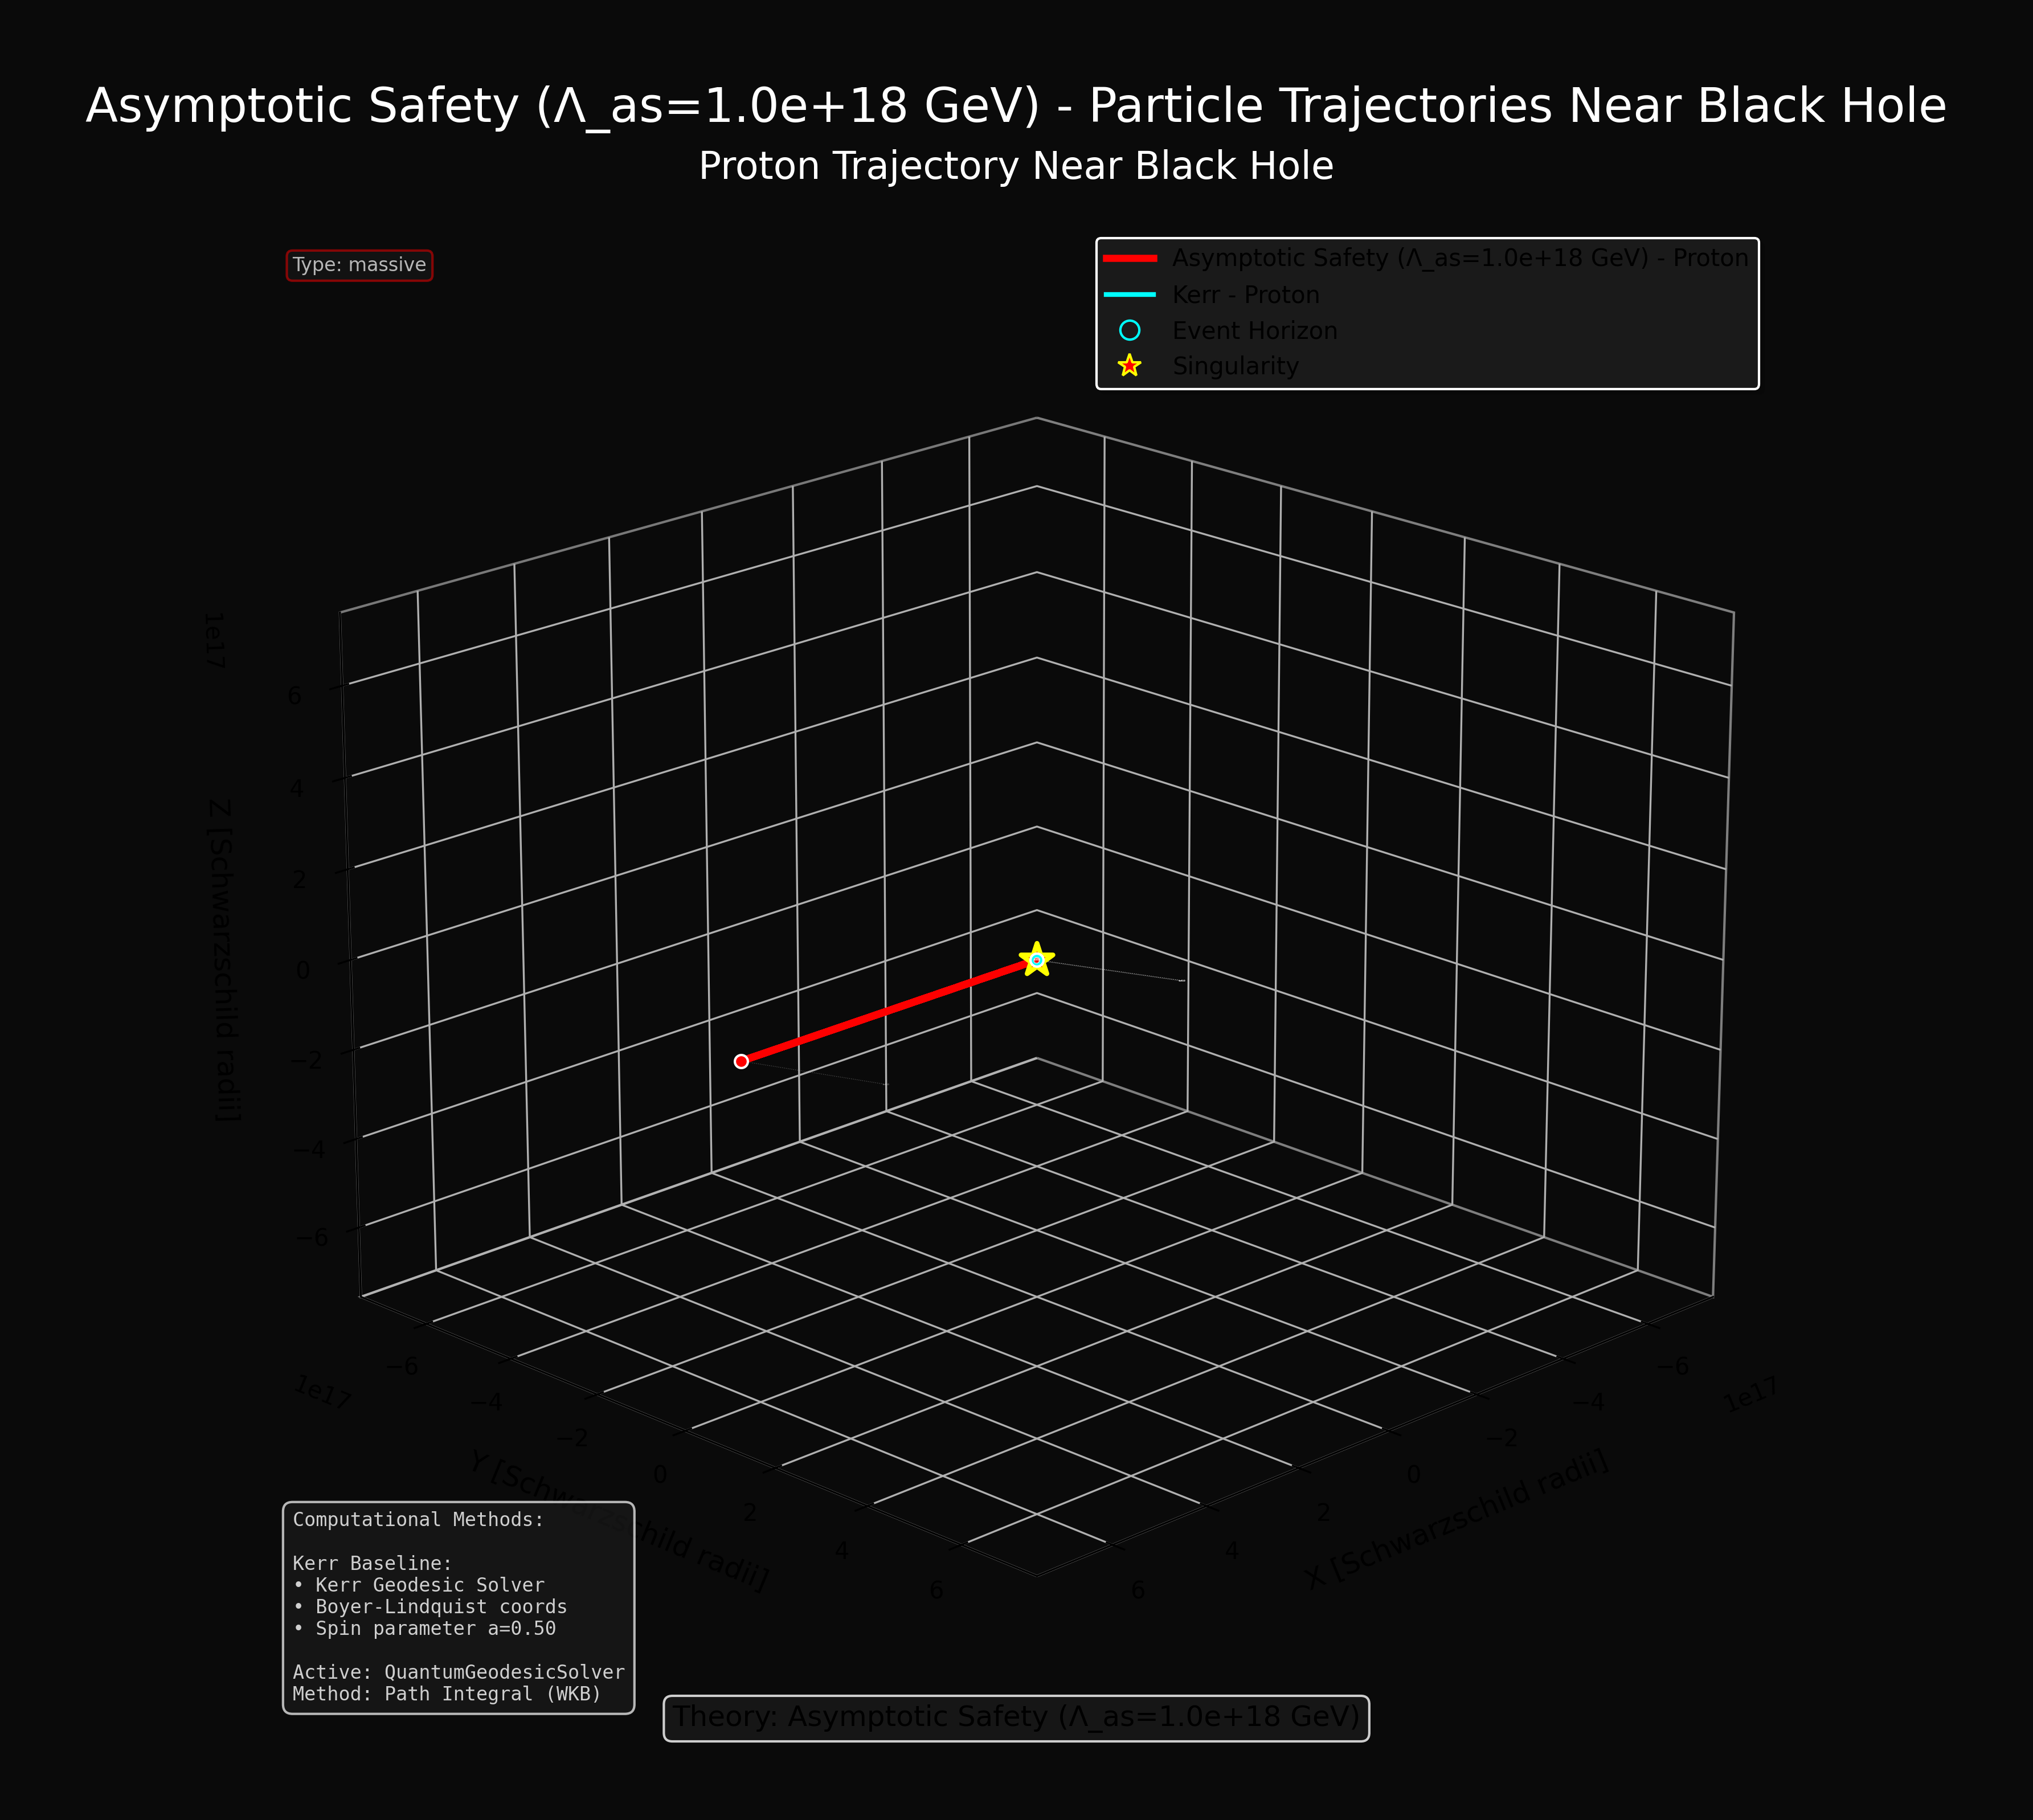 Asymptotic Safety (Λ_as=1.0e+18 GeV) - Particle Trajectories Near Black Hole
Proton Trajectory Near Black Hole
Type: massive
Asymptotic Safety (Λ_as=1.0e+18 GeV) - Proton
Kerr - Proton
Event Horizon
Singularity
1e17
6
4
2
0
−2
−4
−6
Z [Schwarzschild radii]
1e17
−6
−4
−2
0
2
4
6
Y [Schwarzschild radii]
1e17
−6
−4
−2
0
2
4
6
X [Schwarzschild radii]
Computational Methods:
Kerr Baseline:
• Kerr Geodesic Solver
• Boyer-Lindquist coords
• Spin parameter a=0.50
Active: QuantumGeodesicSolver
Method: Path Integral (WKB)
Theory: Asymptotic Safety (Λ_as=1.0e+18 GeV)